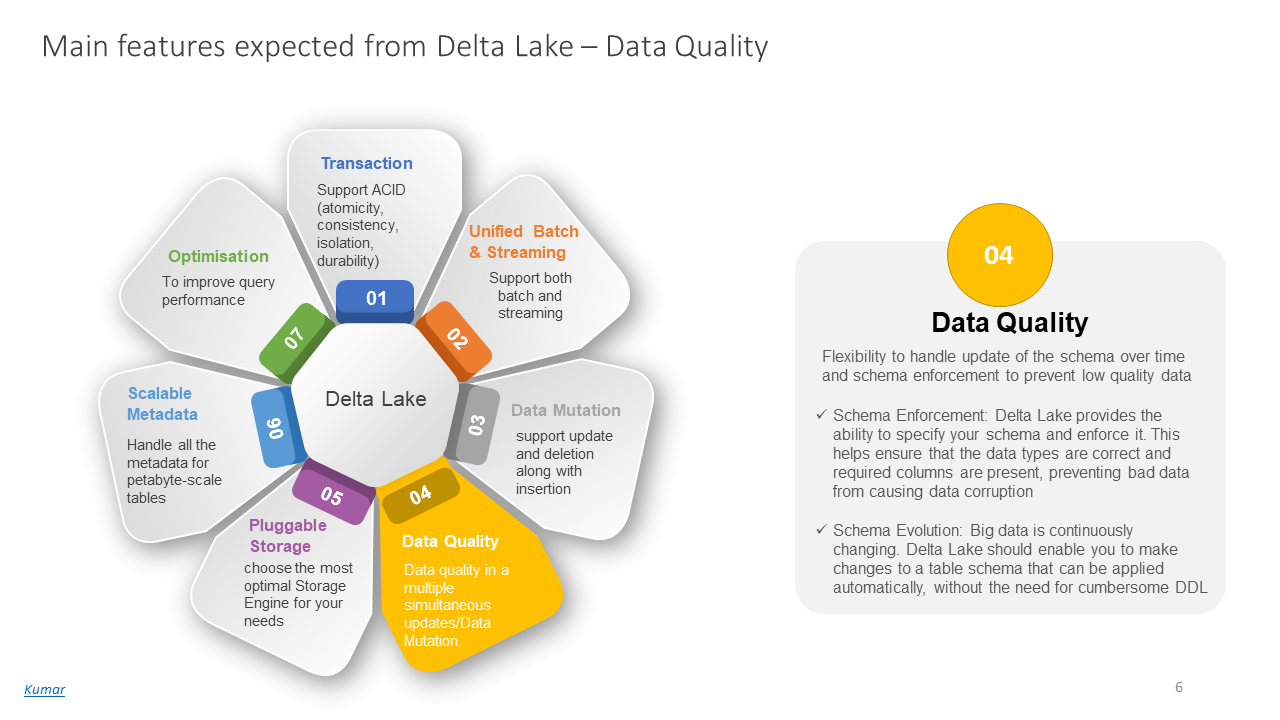 Main features expected from Delta Lake – Data Quality
Transaction
Support ACID
(atomicity,
consistency,
isolation,
durability)
01
Unified Batch
& Streaming
Support both
batch and
streaming
02
Data Mutation
support update
and deletion
along with
insertion
03
04
Data Quality
Data quality in a
multiple
simultaneous
updates/Data
Mutation
05
Pluggable
Storage
choose the most
optimal Storage
Engine for your
needs
06
Scalable
Metadata
Handle all the
metadata for
petabyte-scale
tables
07
Optimisation
To improve query
performance
Delta Lake
04
Data Quality
Flexibility to handle update of the schema over time
and schema enforcement to prevent low quality data
✓ Schema Enforcement: Delta Lake provides the
ability to specify your schema and enforce it. This
helps ensure that the data types are correct and
required columns are present, preventing bad data
from causing data corruption
✓ Schema Evolution: Big data is continuously
changing. Delta Lake should enable you to make
changes to a table schema that can be applied
automatically, without the need for cumbersome DDL
Kumar
6